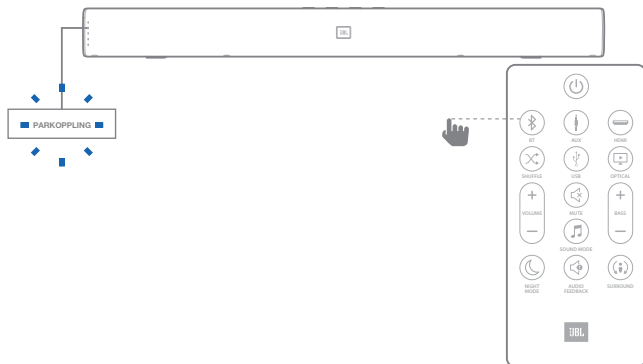 JBL
PARKOPPLING
BT AUX HDMI
SHUFFLE USB OPTICAL
+ +
VOLUME MUTE BASS
– –
SOUND MODE
NIGHT MODE
AUDIO FEEDBACK
SURROUND
JBL